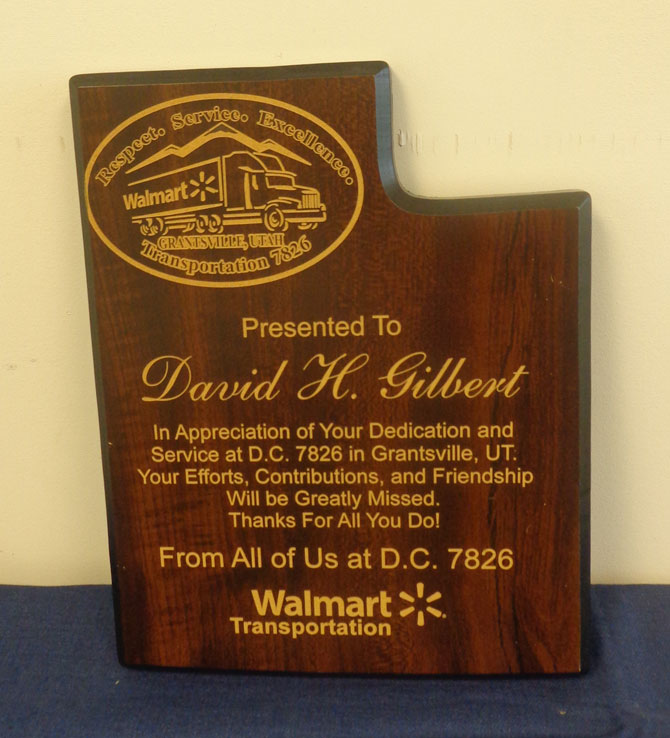 Respect. Service. Excellence.
Walmart
GRANTSVILLE, UTAH
Transportation 7826
Presented To
David H. Gilbert
In Appreciation of Your Dedication and
Service at D.C. 7826 in Grantsville, UT.
Your Efforts, Contributions, and Friendship
Will be Greatly Missed.
Thanks For All You Do!
From All of Us at D.C. 7826
Walmart
Transportation